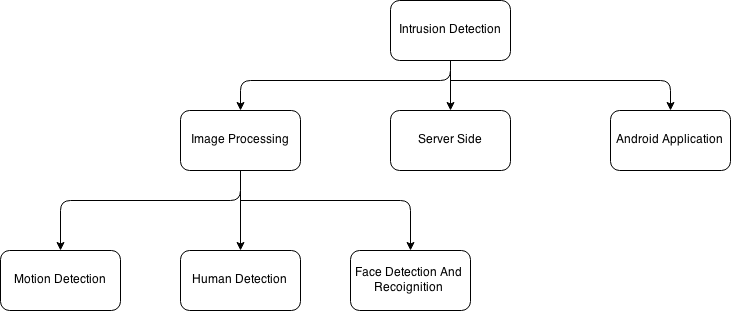 Intrusion Detection
Image Processing
Server Side
Android Application
Motion Detection
Human Detection
Face Detection And
Recoignition